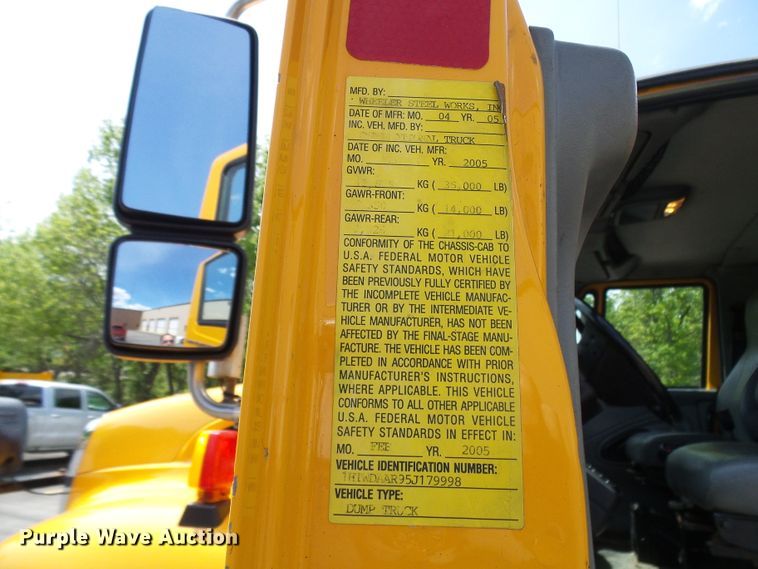 MFD. BY:
WHEELER STEEL WORKS, INC
DATE OF MFR: MO. 04 YR. 05
INC. VEH. MFD. BY:
TRUCK
DATE OF INC. VEH. MFR:
MO. YR. 2005
GVWR:
KG ( 35,000 LB)
GAWR-FRONT:
KG ( 14,000 LB)
GAWR-REAR:
KG ( 21,000 LB)
CONFORMITY OF THE CHASSIS-CAB TO
U.S.A. FEDERAL MOTOR VEHICLE
SAFETY STANDARDS, WHICH HAVE
BEEN PREVIOUSLY FULLY CERTIFIED BY
THE INCOMPLETE VEHICLE MANUFAC-
TURER OR BY THE INTERMEDIATE VE-
HICLE MANUFACTURER, HAS NOT BEEN
AFFECTED BY THE FINAL-STAGE MANU-
FACTURE. THE VEHICLE HAS BEEN COM-
PLETED IN ACCORDANCE WITH PRIOR
MANUFACTURER'S INSTRUCTIONS,
WHERE APPLICABLE. THIS VEHICLE
CONFORMS TO ALL OTHER APPLICABLE
U.S.A. FEDERAL MOTOR VEHICLE
SAFETY STANDARDS IN EFFECT IN:
MO. FEB YR. 2005
VEHICLE IDENTIFICATION NUMBER:
1HTWDAAR95J179998
VEHICLE TYPE:
DUMP TRUCK
Purple Wave Auction